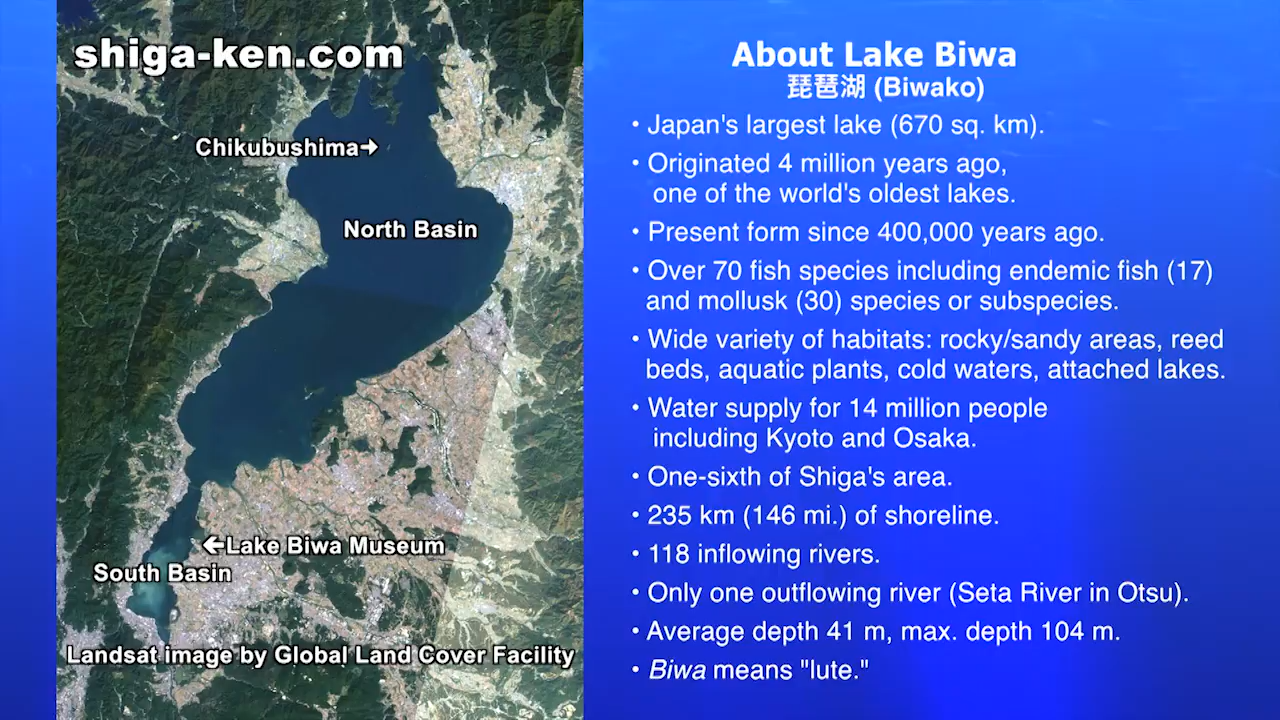 shiga-ken.com
Chikubushima→
North Basin
←Lake Biwa Museum
South Basin
Landsat image by Global Land Cover Facility
About Lake Biwa
琵琶湖 (Biwako)
• Japan's largest lake (670 sq. km).
• Originated 4 million years ago,
one of the world's oldest lakes.
• Present form since 400,000 years ago.
• Over 70 fish species including endemic fish (17)
and mollusk (30) species or subspecies.
• Wide variety of habitats: rocky/sandy areas, reed
beds, aquatic plants, cold waters, attached lakes.
• Water supply for 14 million people
including Kyoto and Osaka.
• One-sixth of Shiga's area.
• 235 km (146 mi.) of shoreline.
• 118 inflowing rivers.
• Only one outflowing river (Seta River in Otsu).
• Average depth 41 m, max. depth 104 m.
• Biwa means "lute."